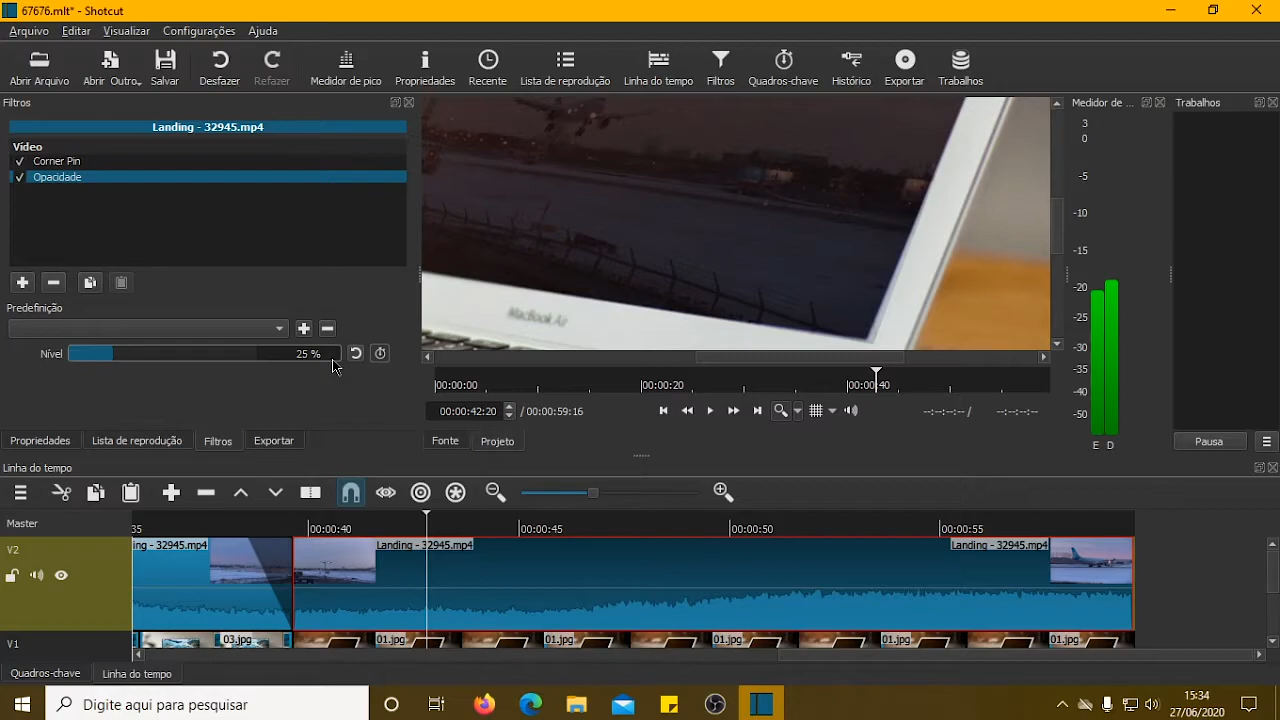 67676.mlt* - Shotcut
Arquivo Editar Visualizar Configurações Ajuda
Abrir Arquivo Abrir Outro.. Salvar Desfazer Refazer Medidor de pico Propriedades Recente Lista de reprodução Linha do tempo Filtros Quadros-chave Histórico Exportar Trabalhos
Filtros
Medidor de ...
Trabalhos
Landing - 32945.mp4
Vídeo
Corner Pin
Opacidade
Predefinição
Nível 25 %
MacBook Air
3
0
-5
-10
-15
-20
-25
-30
-35
-40
-50
E D
00:00:00 00:00:20 00:00:40
00:00:42:20 / 00:00:59:16 --:--:--:-- / --:--:--:--
Propriedades Lista de reprodução Filtros Exportar
Fonte Projeto
Pausa
Linha do tempo
Master
35 00:00:40 00:00:45 00:00:50 00:00:55
V2
ing - 32945.mp4 Landing - 32945.mp4 Landing - 32945.mp4
V1
03.jpg 01.jpg 01.jpg 01.jpg 01.jpg 01.jpg
Quadros-chave Linha do tempo
Digite aqui para pesquisar
15:34
27/06/2020